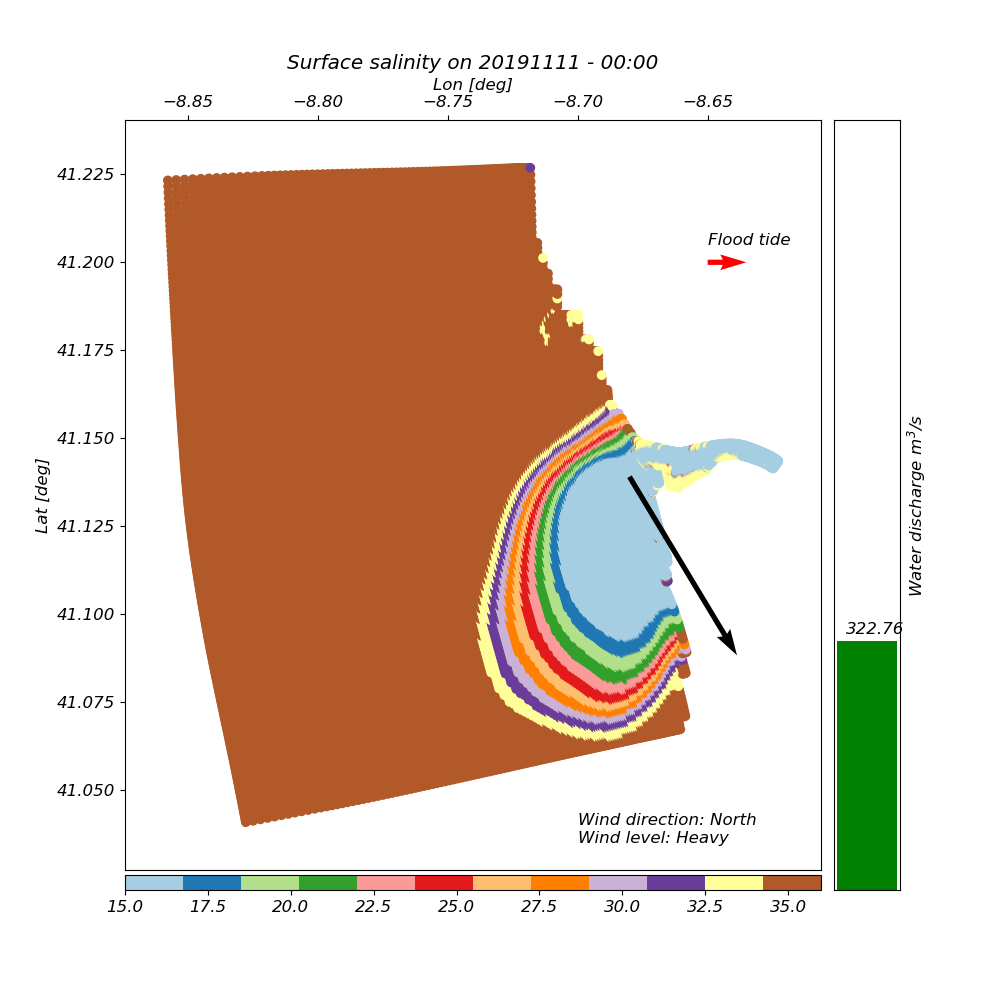 Surface salinity on 20191111 - 00:00
Lon [deg]
−8.85 −8.80 −8.75 −8.70 −8.65
41.225
41.200
41.175
41.150
41.125
41.100
41.075
41.050
Lat [deg]
Flood tide
Wind direction: North
Wind level: Heavy
322.76
Water discharge m³/s
15.0 17.5 20.0 22.5 25.0 27.5 30.0 32.5 35.0